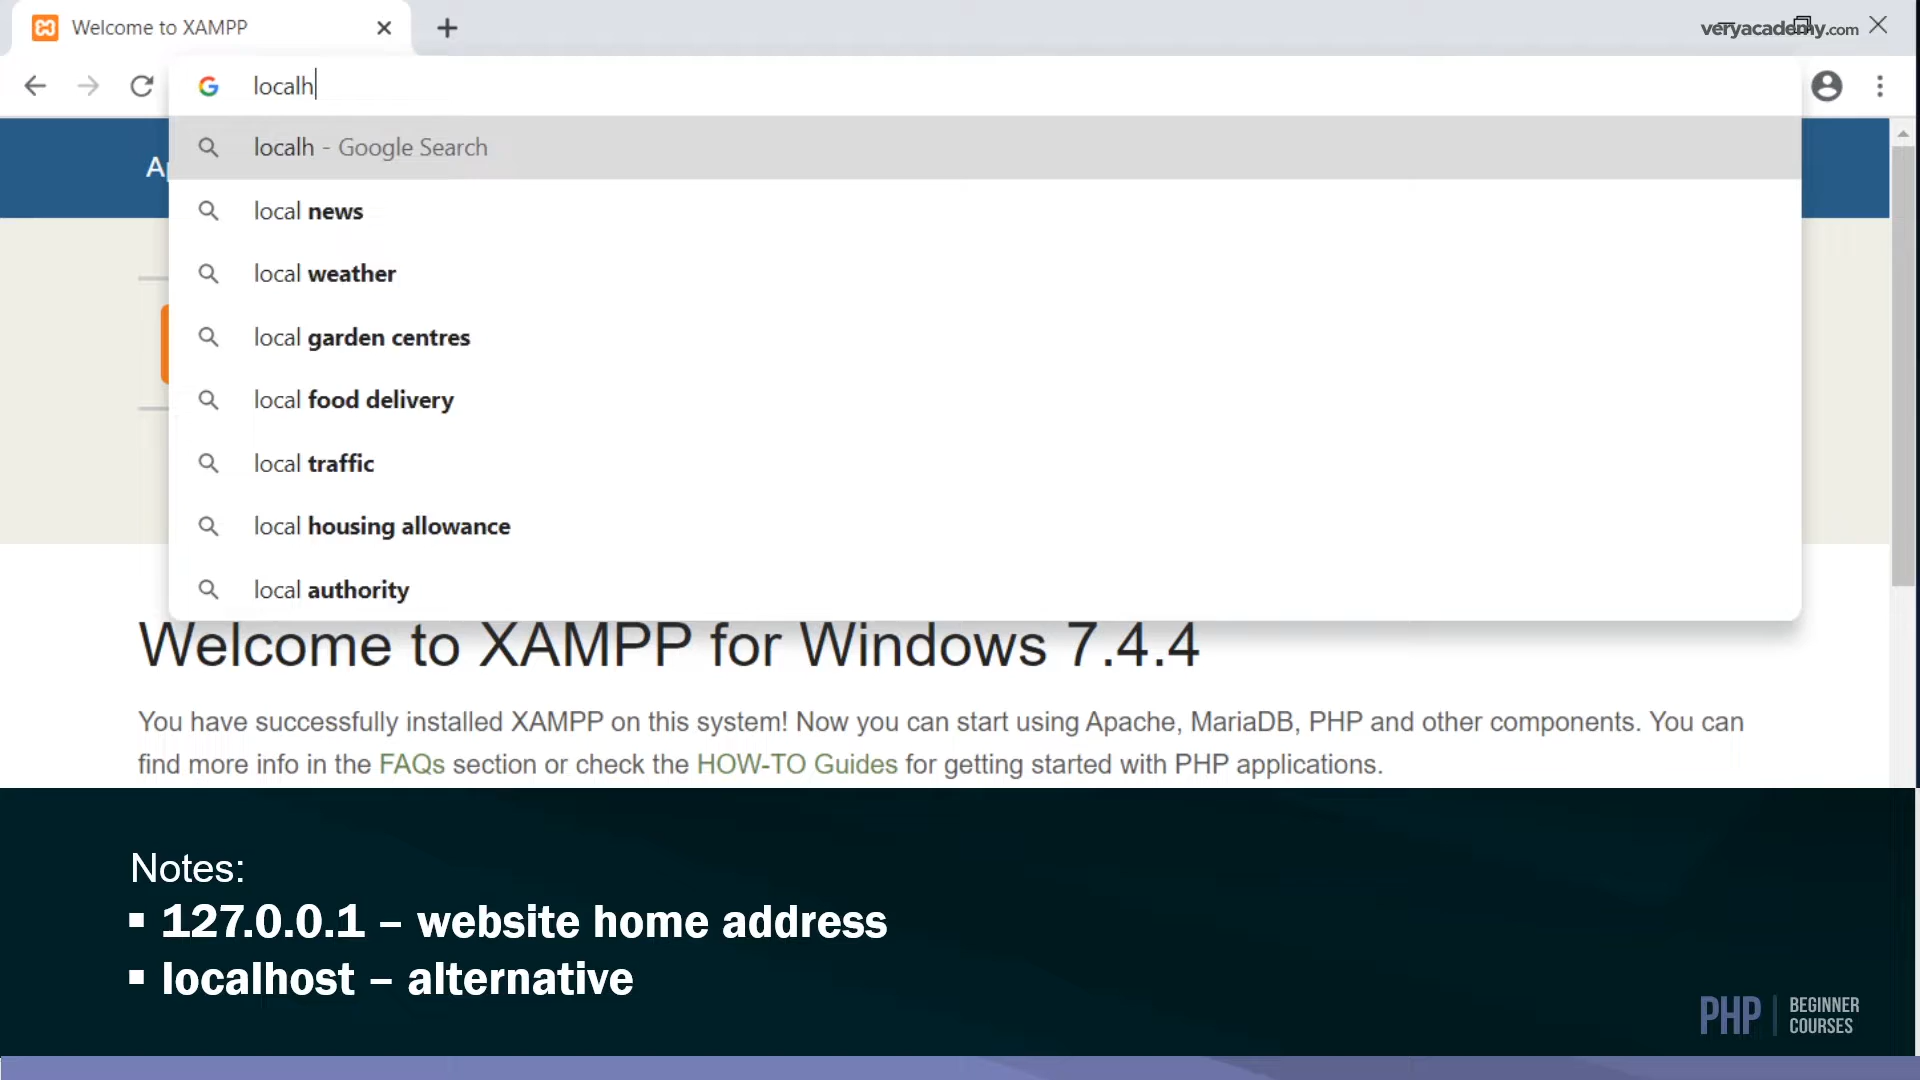 Welcome to XAMPP
veryacademy.com
localh
localh - Google Search
local news
local weather
local garden centres
local food delivery
local traffic
local housing allowance
local authority
Welcome to XAMPP for Windows 7.4.4
You have successfully installed XAMPP on this system! Now you can start using Apache, MariaDB, PHP and other components. You can
find more info in the FAQs section or check the HOW-TO Guides for getting started with PHP applications.
Notes:
▪ 127.0.0.1 – website home address
▪ localhost – alternative
PHP | BEGINNER
COURSES